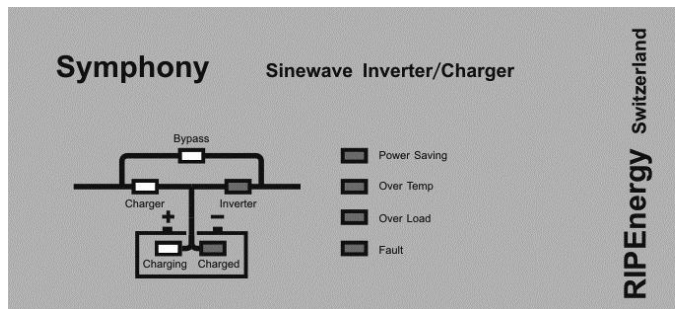 Symphony
Sinewave Inverter/Charger
Bypass
Charger
Inverter
+
−
Charging
Charged
Power Saving
Over Temp
Over Load
Fault
RIPEnergy Switzerland